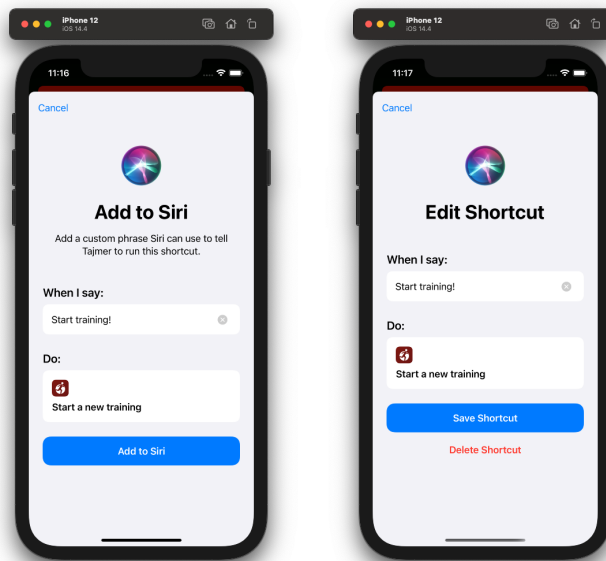 iPhone 12
iOS 14.4
11:16
Cancel
Add to Siri
Add a custom phrase Siri can use to tell
Tajmer to run this shortcut.
When I say:
Start training!
Do:
Start a new training
Add to Siri
iPhone 12
iOS 14.4
11:17
Cancel
Edit Shortcut
When I say:
Start training!
Do:
Start a new training
Save Shortcut
Delete Shortcut